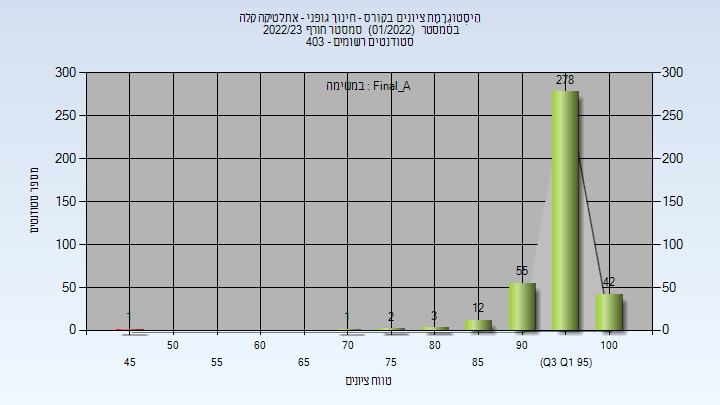 היסטוגרמת ציונים בקורס - חינוך גופני - אתלטיקה קלה
בסמסטר (01/2022) סמסטר חורף 2022/23
סטודנטים רשומים - 403
במשימה : Final_A
300 300
250 250
200 200
150 150
100 100
50 50
0 0
מספר סטודנטים
1 1 2 3 12 55 278 42
50 60 70 80 90 100
45 55 65 75 85 (Q3 Q1 95)
טווח ציונים